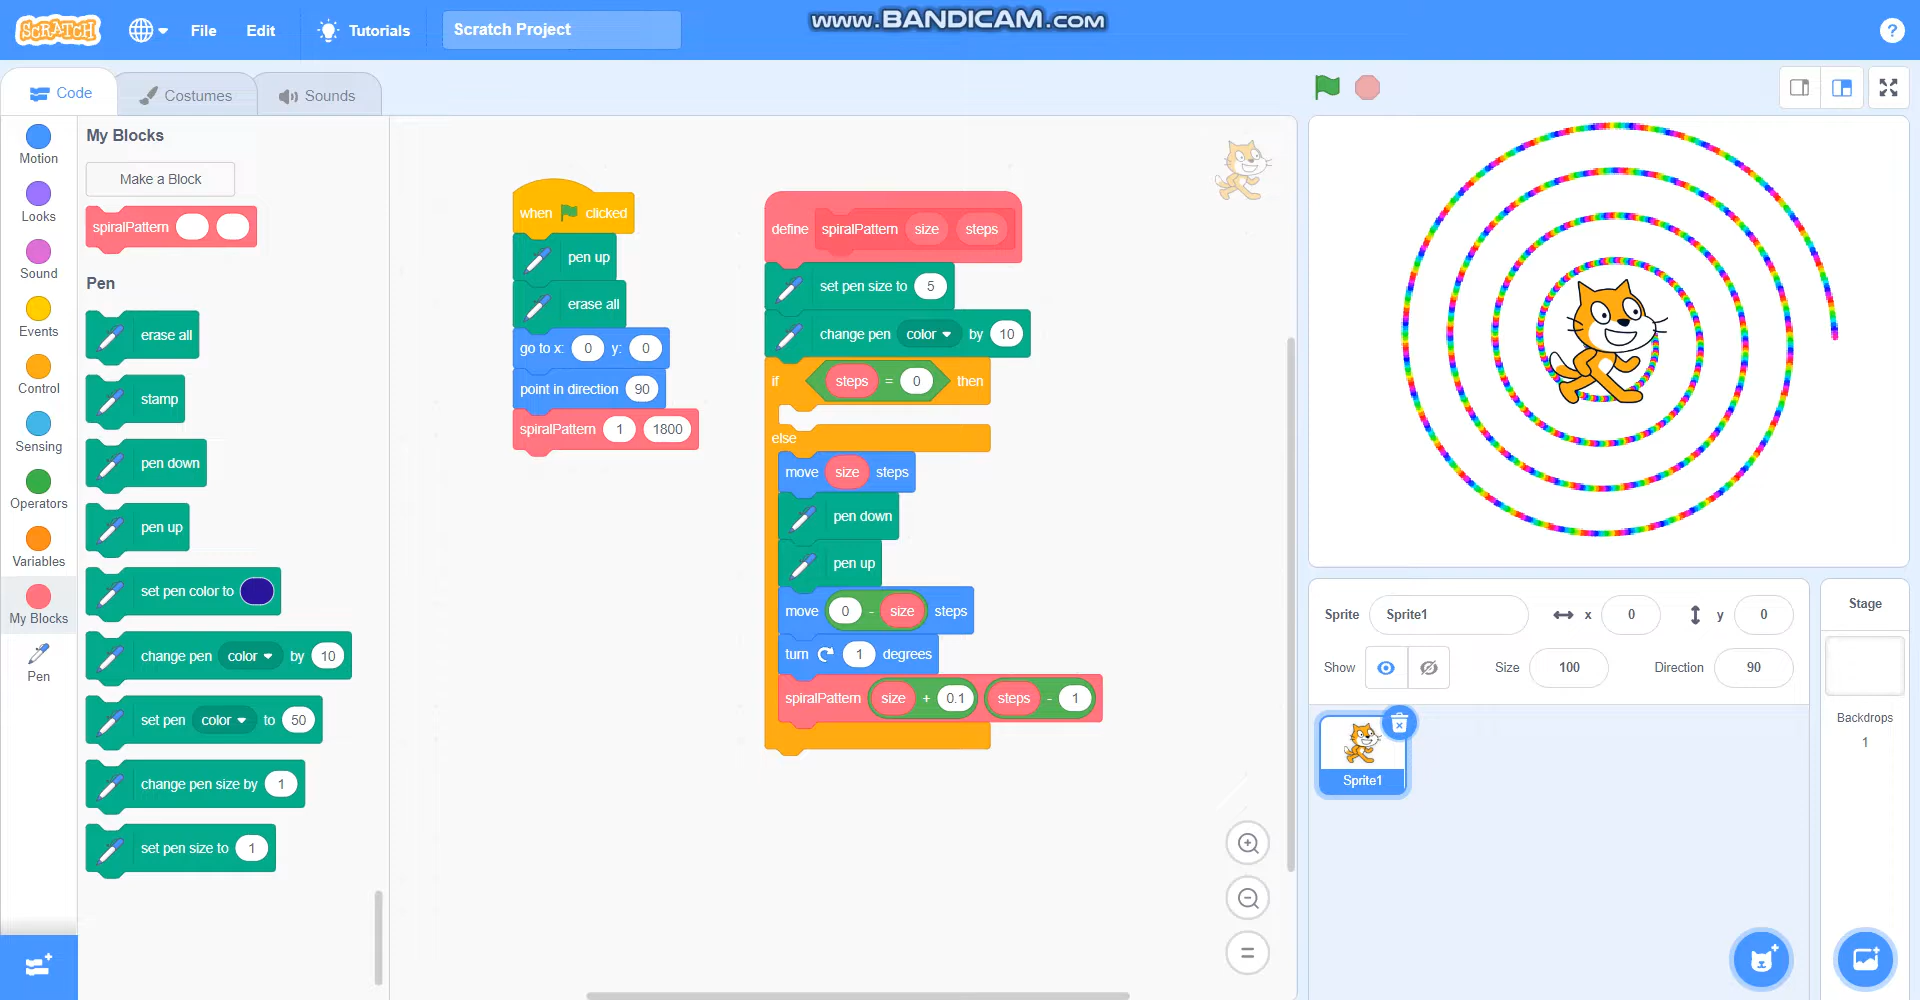 SCRATCH
File
Edit
Tutorials
Scratch Project
www.BANDICAM.com
?
Code
Costumes
Sounds
Motion
Looks
Sound
Events
Control
Sensing
Operators
Variables
My Blocks
Pen
My Blocks
Make a Block
spiralPattern
Pen
erase all
stamp
pen down
pen up
set pen color to
change pen color by 10
set pen color to 50
change pen size by 1
set pen size to 1
when clicked
pen up
erase all
go to x: 0 y: 0
point in direction 90
spiralPattern 1 1800
define spiralPattern size steps
set pen size to 5
change pen color by 10
if steps = 0 then
else
move size steps
pen down
pen up
move 0 - size steps
turn 1 degrees
spiralPattern size + 0.1 steps - 1
Sprite Sprite1 x 0 y 0
Show Size 100 Direction 90
Sprite1
Stage
Backdrops
1